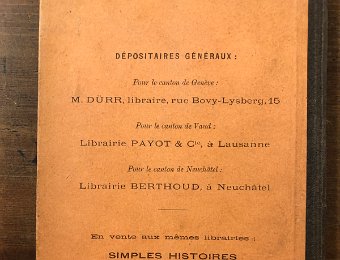 DÉPOSITAIRES GÉNÉRAUX :
Pour le canton de Genève :
M. DÜRR, libraire, rue Bovy-Lysberg, 15
Pour le canton de Vaud :
Librairie PAYOT & Cie, à Lausanne
Pour le canton de Neuchâtel :
Librairie BERTHOUD, à Neuchâtel
En vente aux mêmes librairies :
SIMPLES HISTOIRES